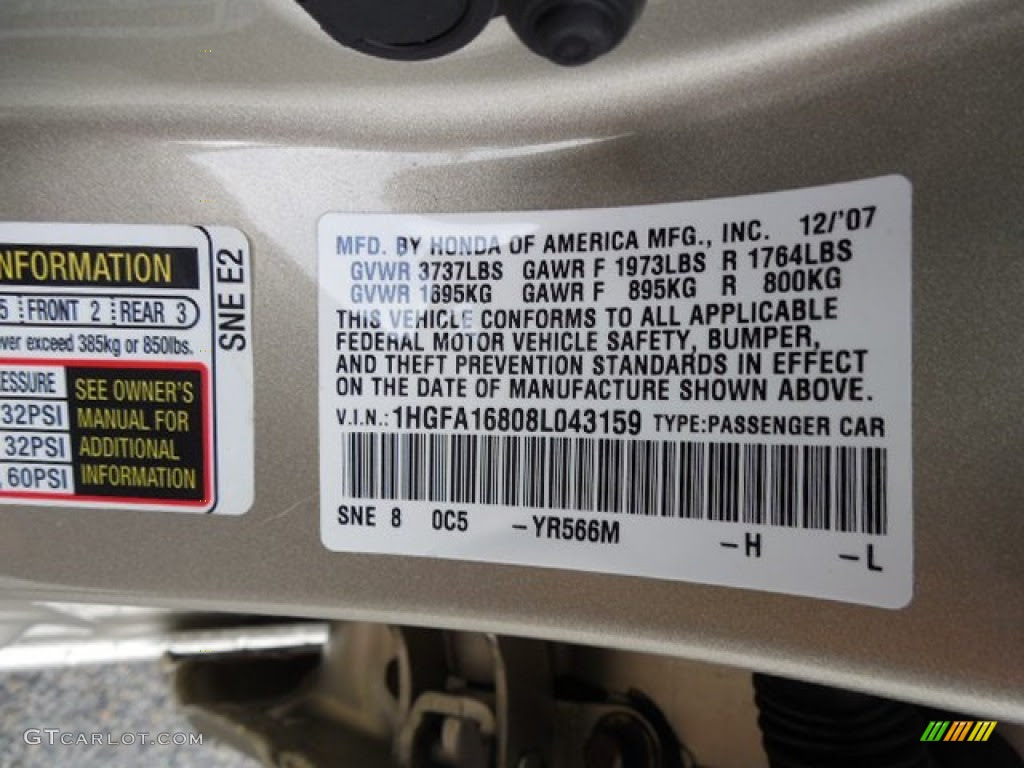 NFORMATION
5 FRONT 2 REAR 3
ver exceed 385kg or 850lbs.
ESSURE
32PSI
32PSI
, 60PSI
SEE OWNER'S
MANUAL FOR
ADDITIONAL
INFORMATION
SNE E2
MFD. BY HONDA OF AMERICA MFG., INC. 12/'07
GVWR 3737LBS GAWR F 1973LBS R 1764LBS
GVWR 1695KG GAWR F 895KG R 800KG
THIS VEHICLE CONFORMS TO ALL APPLICABLE
FEDERAL MOTOR VEHICLE SAFETY, BUMPER,
AND THEFT PREVENTION STANDARDS IN EFFECT
ON THE DATE OF MANUFACTURE SHOWN ABOVE.
V.I.N.: 1HGFA16808L043159 TYPE:PASSENGER CAR
SNE 8 0C5 -YR566M -H -L
GTCARLOT.COM